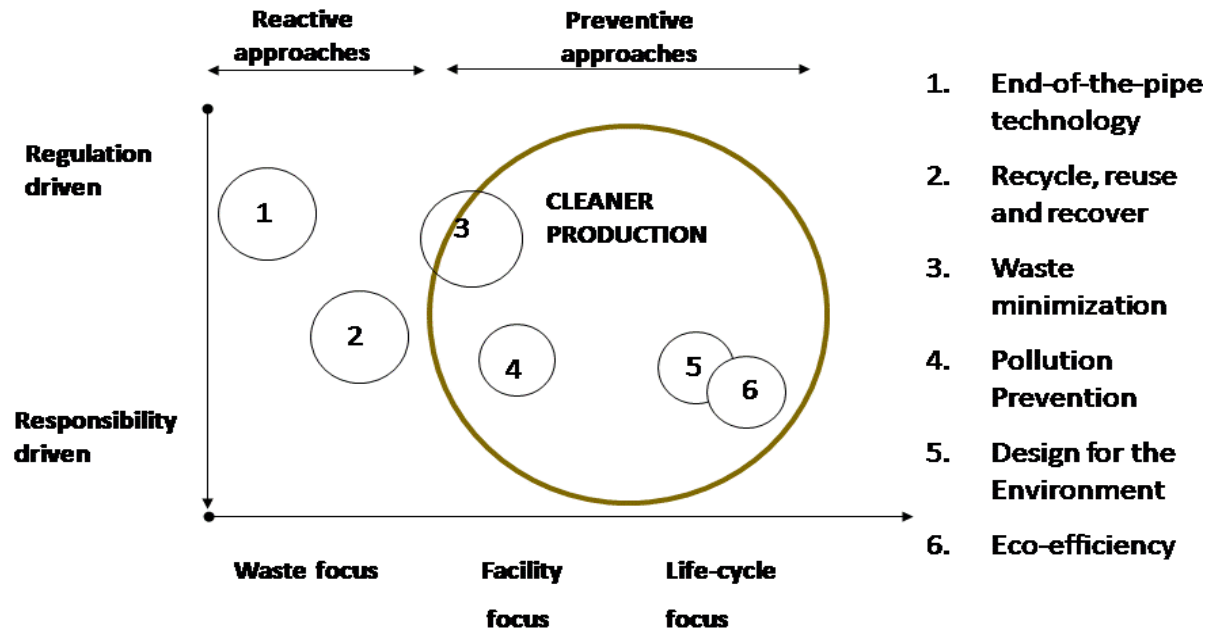 Reactive
approaches
Preventive
approaches
Regulation
driven
Responsibility
driven
1
2
3
CLEANER
PRODUCTION
4
5
6
Waste focus
Facility
focus
Life-cycle
focus
1. End-of-the-pipe
technology
2. Recycle, reuse
and recover
3. Waste
minimization
4. Pollution
Prevention
5. Design for the
Environment
6. Eco-efficiency